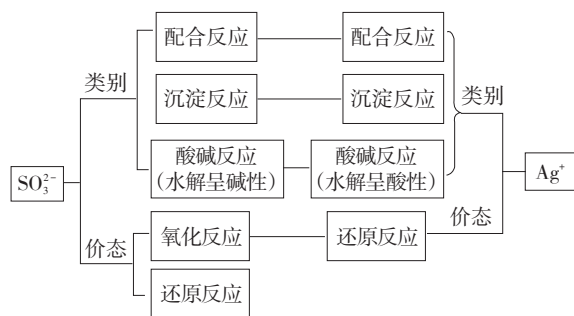 配合反应
配合反应
类别
类别
沉淀反应
沉淀反应
酸碱反应
(水解呈碱性)
酸碱反应
(水解呈酸性)
SO₃²⁻
Ag⁺
价态
价态
氧化反应
还原反应
还原反应